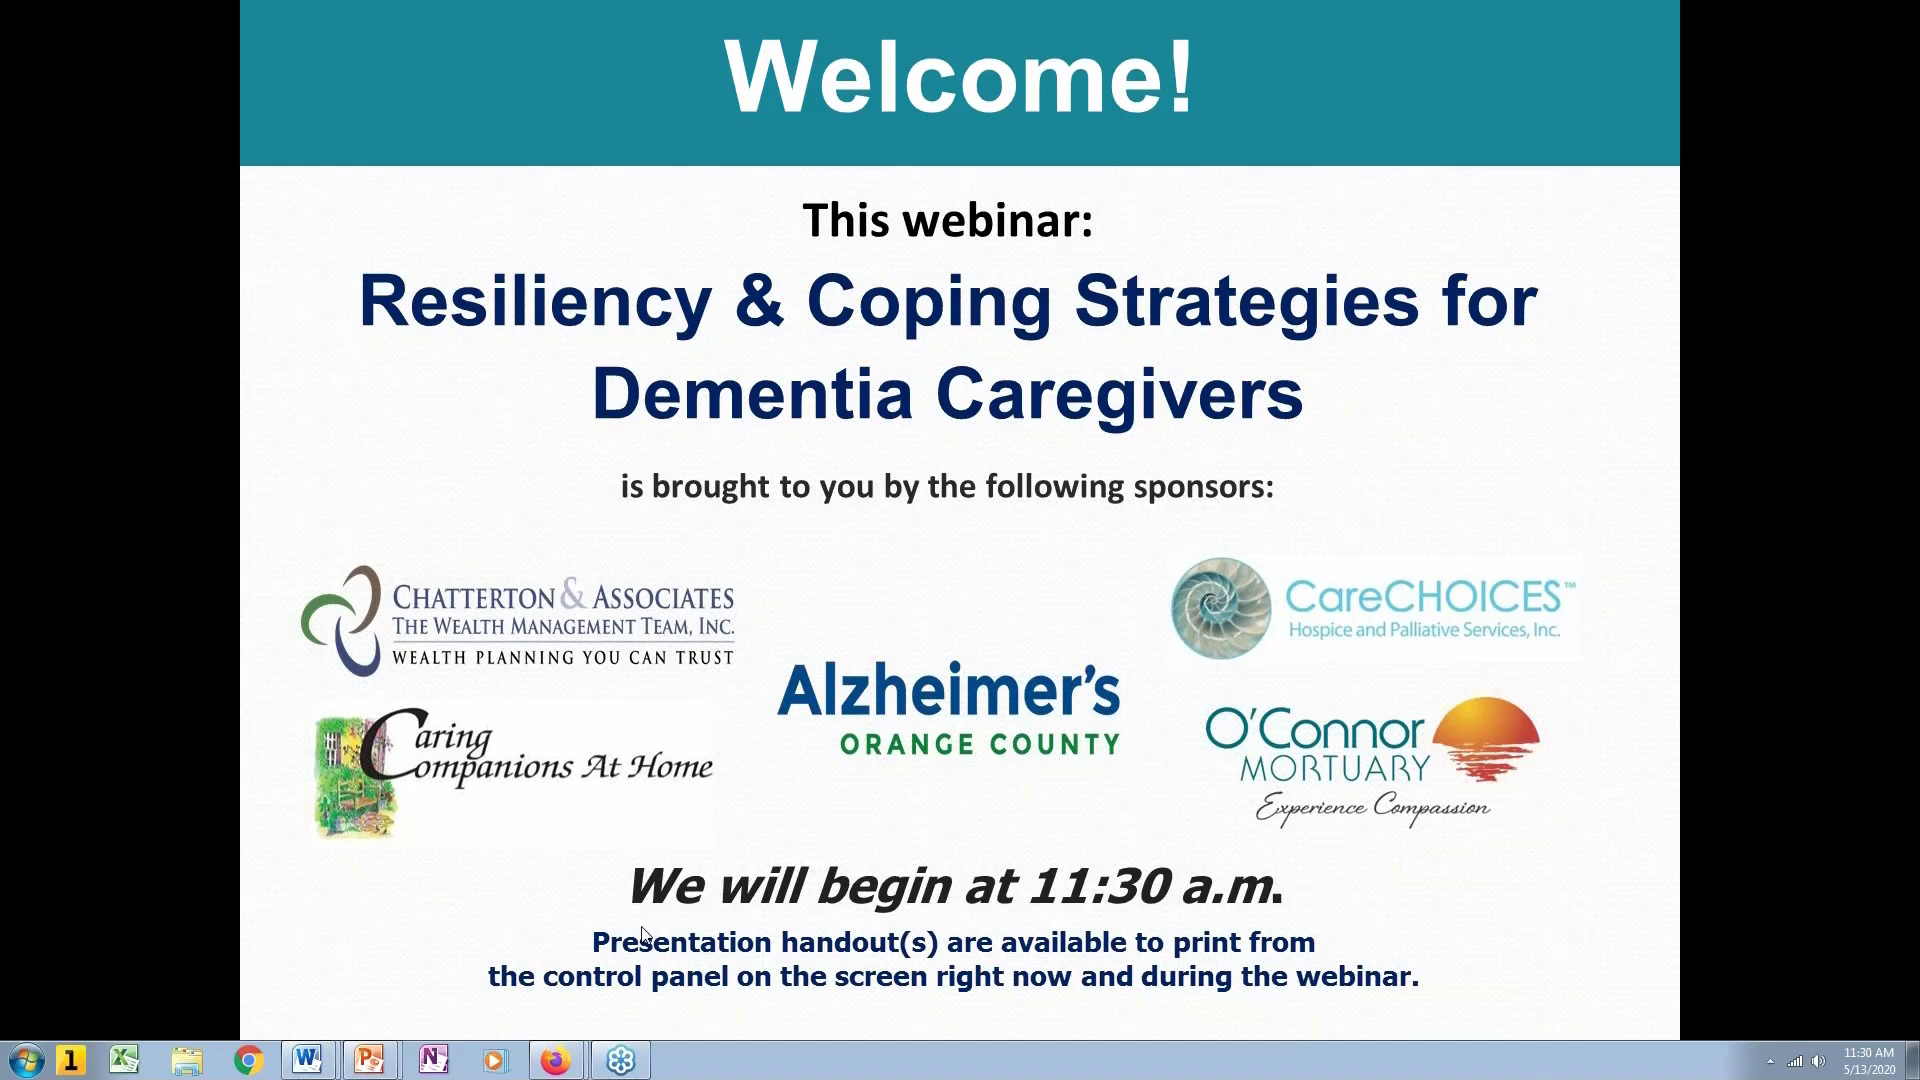 Welcome!
This webinar:
Resiliency & Coping Strategies for
Dementia Caregivers
is brought to you by the following sponsors:
CHATTERTON & ASSOCIATES
THE WEALTH MANAGEMENT TEAM, INC.
WEALTH PLANNING YOU CAN TRUST
CareCHOICES™
Hospice and Palliative Services, Inc.
Alzheimer's
ORANGE COUNTY
Caring
Companions At Home
O'Connor
MORTUARY
Experience Compassion
We will begin at 11:30 a.m.
Presentation handout(s) are available to print from
the control panel on the screen right now and during the webinar.
1
11:30 AM
5/13/2020